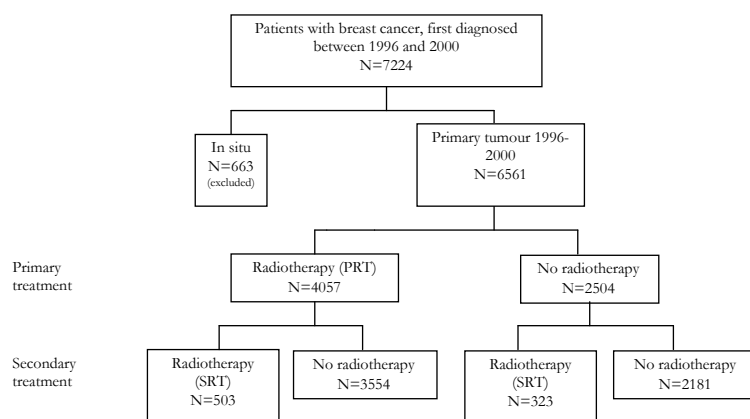 Patients with breast cancer, first diagnosed
between 1996 and 2000
N=7224
In situ
N=663
(excluded)
Primary tumour 1996-
2000
N=6561
Primary
treatment
Radiotherapy (PRT)
N=4057
No radiotherapy
N=2504
Secondary
treatment
Radiotherapy
(SRT)
N=503
No radiotherapy
N=3554
Radiotherapy
(SRT)
N=323
No radiotherapy
N=2181